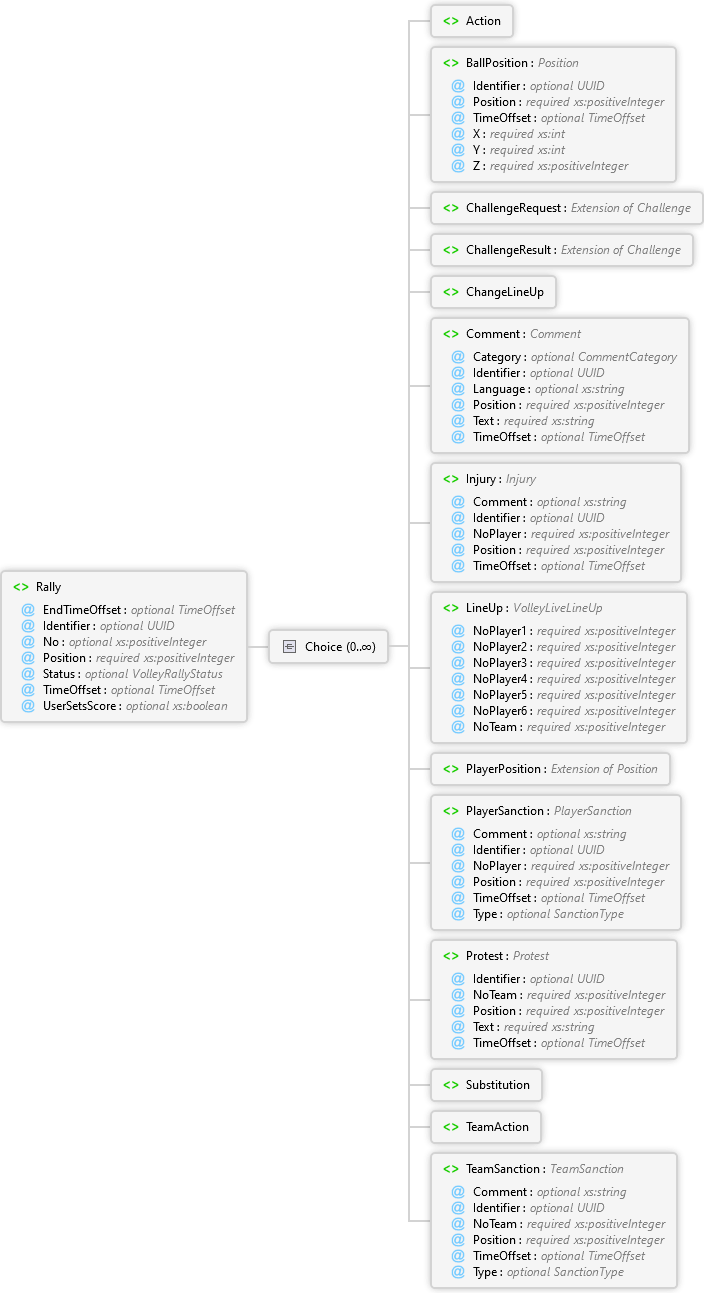 <> Rally
@ EndTimeOffset : optional TimeOffset
@ Identifier : optional UUID
@ No : optional xs:positiveInteger
@ Position : required xs:positiveInteger
@ Status : optional VolleyRallyStatus
@ TimeOffset : optional TimeOffset
@ UserSetsScore : optional xs:boolean
Choice (0..∞)
<> Action
<> BallPosition : Position
@ Identifier : optional UUID
@ Position : required xs:positiveInteger
@ TimeOffset : optional TimeOffset
@ X : required xs:int
@ Y : required xs:int
@ Z : required xs:positiveInteger
<> ChallengeRequest : Extension of Challenge
<> ChallengeResult : Extension of Challenge
<> ChangeLineUp
<> Comment : Comment
@ Category : optional CommentCategory
@ Identifier : optional UUID
@ Language : optional xs:string
@ Position : required xs:positiveInteger
@ Text : required xs:string
@ TimeOffset : optional TimeOffset
<> Injury : Injury
@ Comment : optional xs:string
@ Identifier : optional UUID
@ NoPlayer : required xs:positiveInteger
@ Position : required xs:positiveInteger
@ TimeOffset : optional TimeOffset
<> LineUp : VolleyLiveLineUp
@ NoPlayer1 : required xs:positiveInteger
@ NoPlayer2 : required xs:positiveInteger
@ NoPlayer3 : required xs:positiveInteger
@ NoPlayer4 : required xs:positiveInteger
@ NoPlayer5 : required xs:positiveInteger
@ NoPlayer6 : required xs:positiveInteger
@ NoTeam : required xs:positiveInteger
<> PlayerPosition : Extension of Position
<> PlayerSanction : PlayerSanction
@ Comment : optional xs:string
@ Identifier : optional UUID
@ NoPlayer : required xs:positiveInteger
@ Position : required xs:positiveInteger
@ TimeOffset : optional TimeOffset
@ Type : optional SanctionType
<> Protest : Protest
@ Identifier : optional UUID
@ NoTeam : required xs:positiveInteger
@ Position : required xs:positiveInteger
@ Text : required xs:string
@ TimeOffset : optional TimeOffset
<> Substitution
<> TeamAction
<> TeamSanction : TeamSanction
@ Comment : optional xs:string
@ Identifier : optional UUID
@ NoTeam : required xs:positiveInteger
@ Position : required xs:positiveInteger
@ TimeOffset : optional TimeOffset
@ Type : optional SanctionType